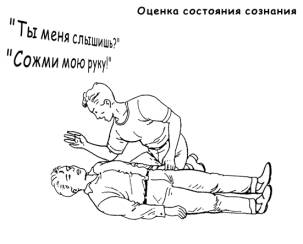 Оценка состояния сознания
"Ты меня слышишь?"
"Сожми мою руку!"